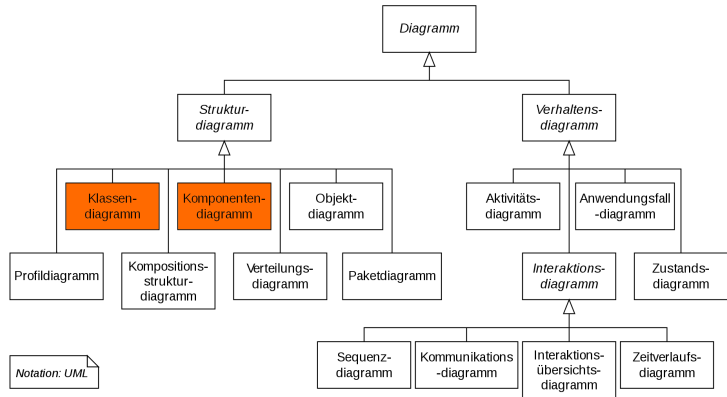 Diagramm
Struktur-
diagramm
Verhaltens-
diagramm
Klassen-
diagramm
Komponenten-
diagramm
Objekt-
diagramm
Aktivitäts-
diagramm
Anwendungsfall
-diagramm
Profildiagramm
Kompositions-
struktur-
diagramm
Verteilungs-
diagramm
Paketdiagramm
Interaktions-
diagramm
Zustands-
diagramm
Sequenz-
diagramm
Kommunikations
-diagramm
Interaktions-
übersichts-
diagramm
Zeitverlaufs-
diagramm
Notation: UML